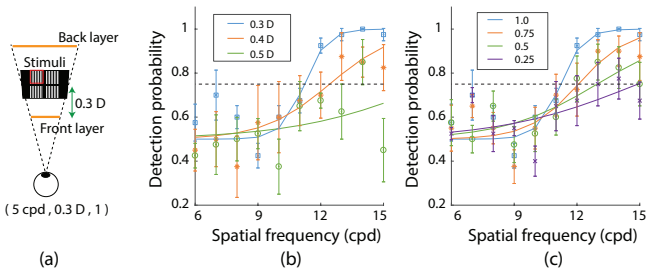 Back layer
Stimuli
0.3 D
Front layer
( 5 cpd , 0.3 D , 1 )
(a)
Detection probability
1
0.8
0.6
0.4
0.2
6
9
12
15
Spatial frequency (cpd)
0.3 D
0.4 D
0.5 D
(b)
Detection probability
1
0.8
0.6
0.4
0.2
6
9
12
15
Spatial frequency (cpd)
1.0
0.75
0.5
0.25
(c)